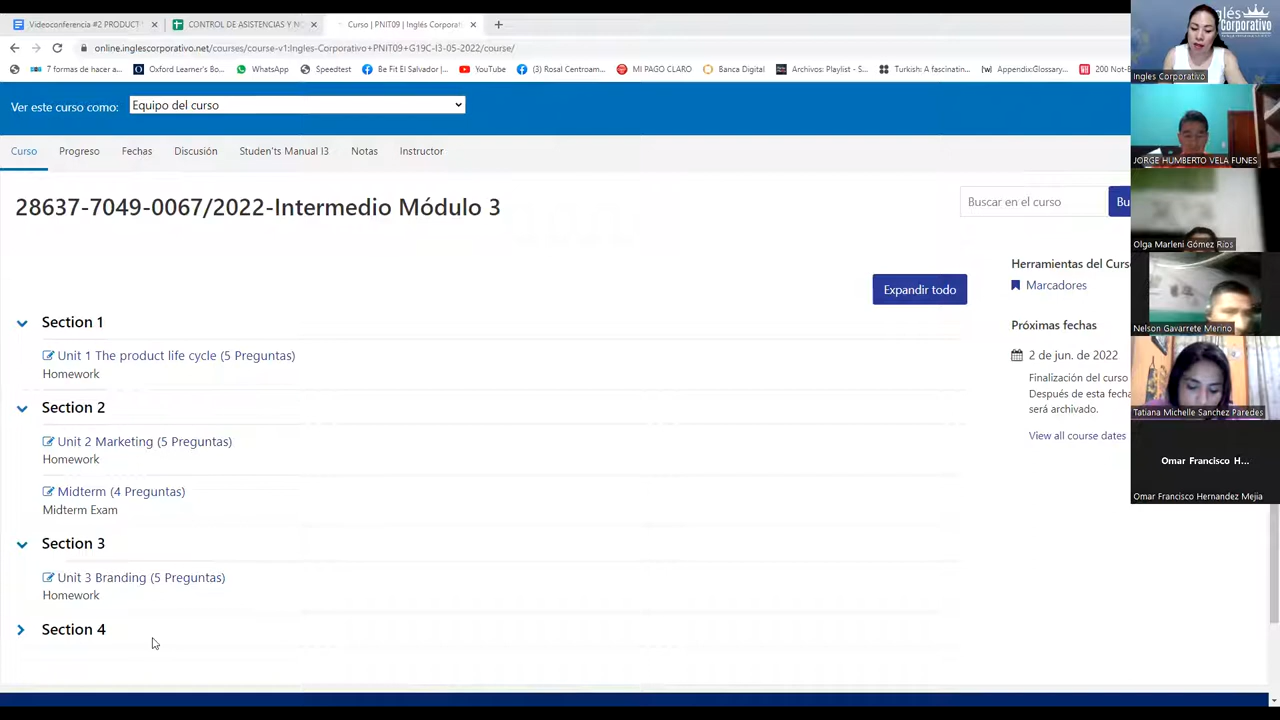 Videoconferencia #2 PRODUCT
CONTROL DE ASISTENCIAS Y NO
Curso | PNIT09 | Inglés Corporat
online.inglescorporativo.net/courses/course-v1:Ingles-Corporativo+PNIT09+G19C-I3-05-2022/course/
7 formas de hacer a...
Oxford Learner's Bo...
WhatsApp
Speedtest
Be Fit El Salvador |...
YouTube
(3) Rosal Centroam...
MI PAGO CLARO
Banca Digital
Archivos: Playlist - S...
Turkish: A fascinatin...
Appendix:Glossary...
200 Not-B
Ver este curso como:
Equipo del curso
Curso
Progreso
Fechas
Discusión
Studen'ts Manual I3
Notas
Instructor
28637-7049-0067/2022-Intermedio Módulo 3
Buscar en el curso
Bu
Expandir todo
Herramientas del Curs
Marcadores
Próximas fechas
2 de jun. de 2022
Finalización del curso
Después de esta fecha
será archivado.
View all course dates
Section 1
Unit 1 The product life cycle (5 Preguntas)
Homework
Section 2
Unit 2 Marketing (5 Preguntas)
Homework
Midterm (4 Preguntas)
Midterm Exam
Section 3
Unit 3 Branding (5 Preguntas)
Homework
Section 4
Inglés
Corporativo
Ingles Corporativo
JORGE HUMBERTO VELA FUNES
Olga Marleni Gómez Ríos
Nelson Gavarrete Merino
Tatiana Michelle Sanchez Paredes
Omar Francisco H...
Omar Francisco Hernandez Mejia